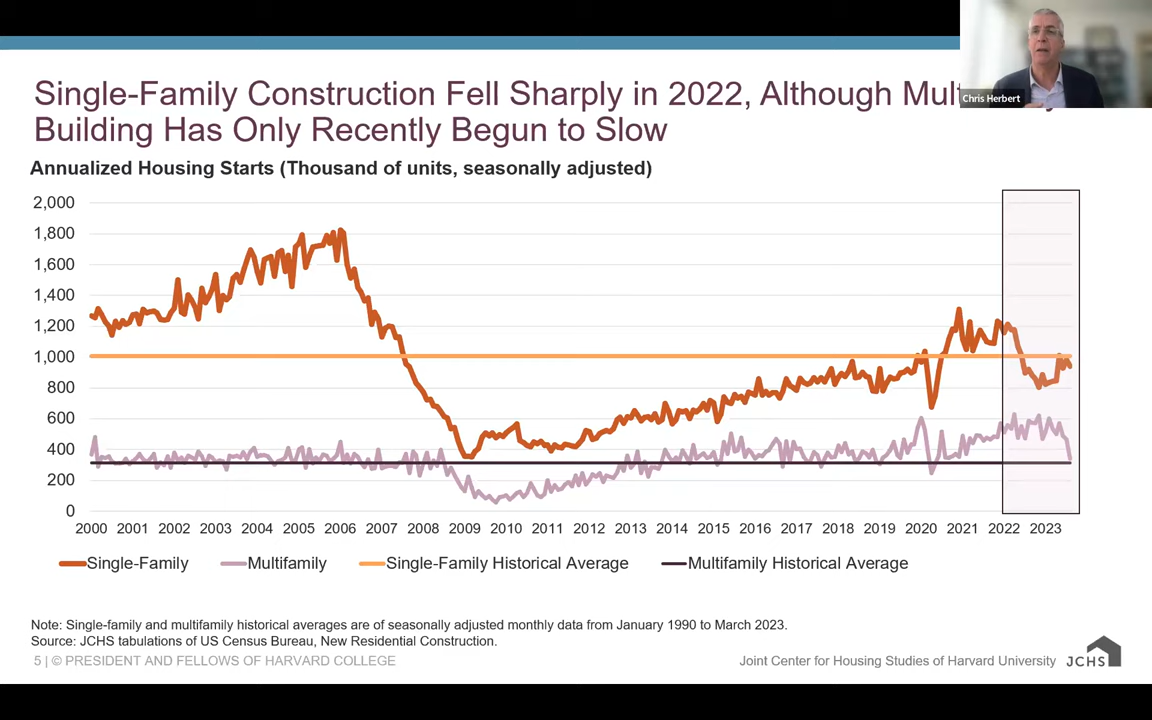 Single-Family Construction Fell Sharply in 2022, Although
Building Has Only Recently Begun to Slow
Chris Herbert
Annualized Housing Starts (Thousand of units, seasonally adjusted)
2,000
1,800
1,600
1,400
1,200
1,000
800
600
400
200
0
2000 2001 2002 2003 2004 2005 2006 2007 2008 2009 2010 2011 2012 2013 2014 2015 2016 2017 2018 2019 2020 2021 2022 2023
Single-Family Multifamily Single-Family Historical Average Multifamily Historical Average
Note: Single-family and multifamily historical averages are of seasonally adjusted monthly data from January 1990 to March 2023.
Source: JCHS tabulations of US Census Bureau, New Residential Construction.
5 | © PRESIDENT AND FELLOWS OF HARVARD COLLEGE
Joint Center for Housing Studies of Harvard University JCHS